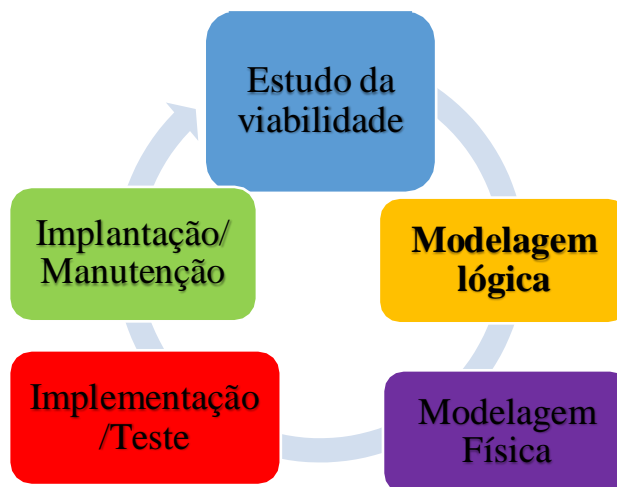 Estudo da
viabilidade
Modelagem
lógica
Modelagem
Física
Implementação
/Teste
Implantação/
Manutenção